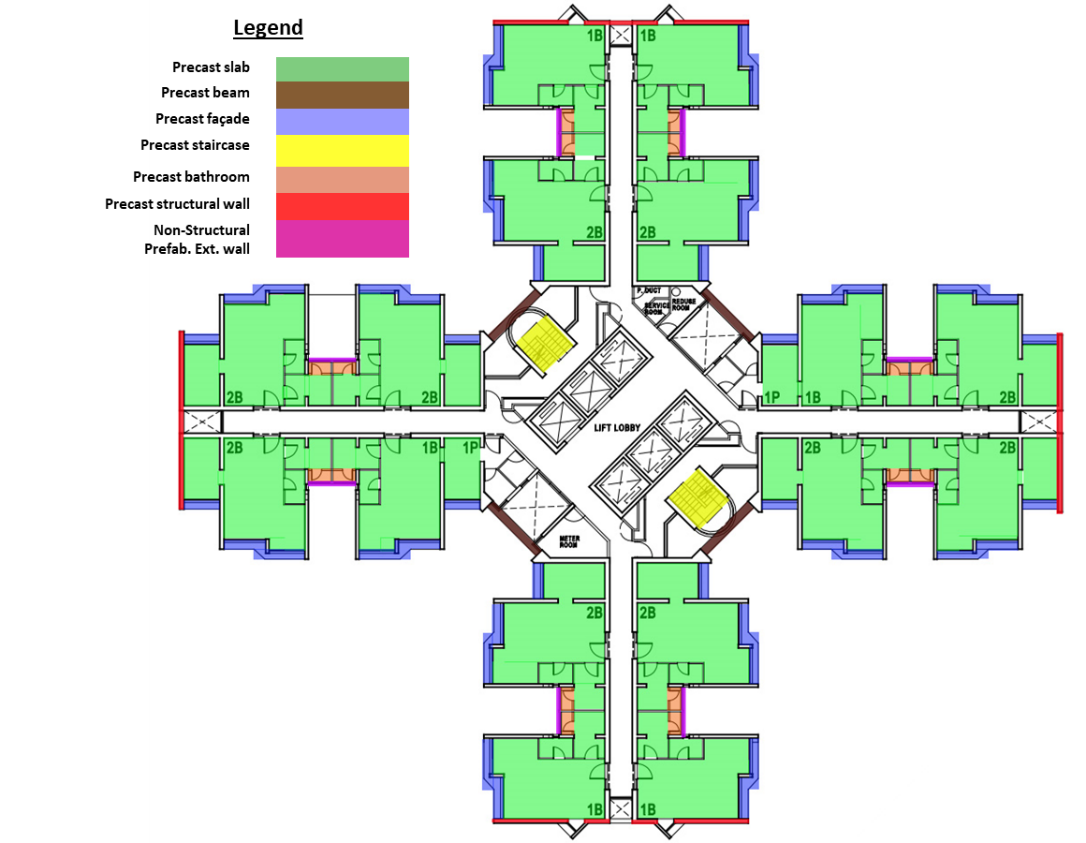 Legend
Precast slab
Precast beam
Precast façade
Precast staircase
Precast bathroom
Precast structural wall
Non-Structural
Prefab. Ext. wall
1B 1B
2B 2B
P. DUCT
SERVICE ROOM
REFUSE ROOM
2B 2B 1P 1B 2B
LIFT LOBBY
2B 1B 1P 2B 2B
METER ROOM
2B 2B
1B 1B